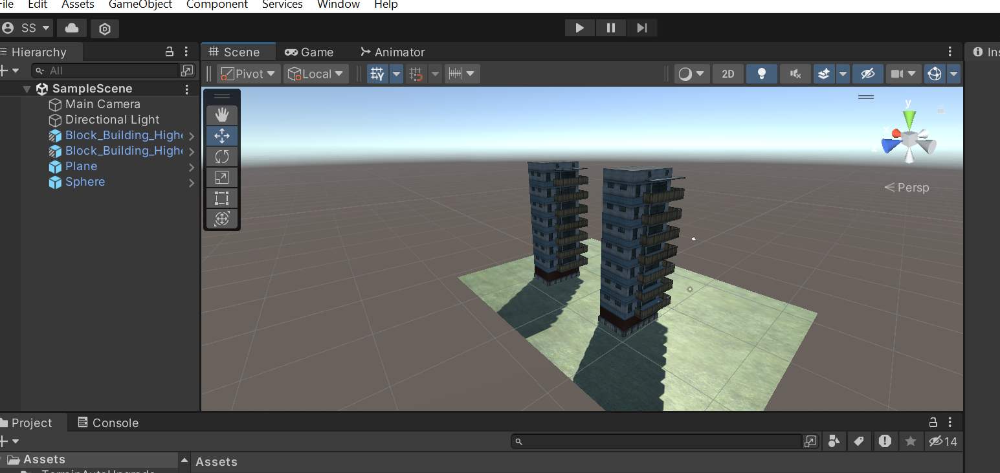 File Edit Assets GameObject Component Services Window Help
SS
Hierarchy
Scene
Game
Animator
Ins
All
Pivot
Local
2D
SampleScene
Main Camera
Directional Light
Block_Building_High
Block_Building_High
Plane
Sphere
y
x
z
Persp
Project
Console
14
Assets
Assets
TerrainAutoUpgrade